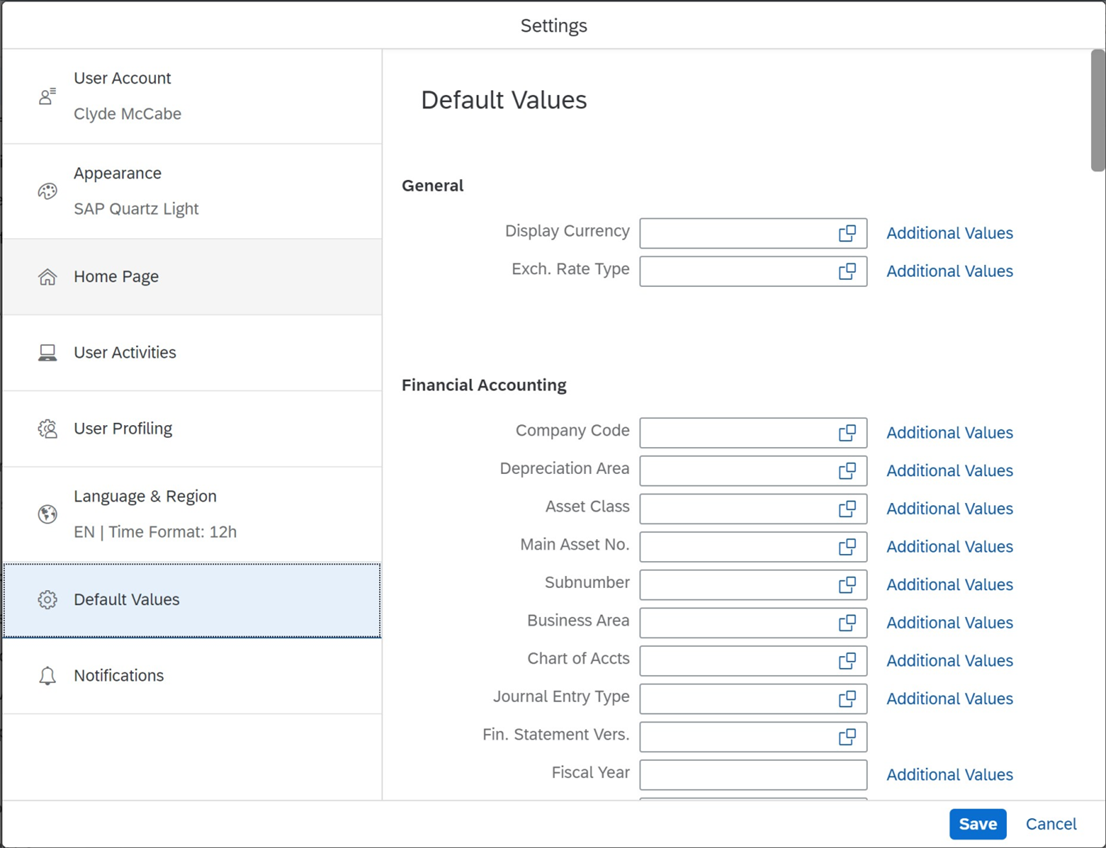 Settings
User Account
Clyde McCabe
Appearance
SAP Quartz Light
Home Page
User Activities
User Profiling
Language & Region
EN | Time Format: 12h
Default Values
Notifications
Default Values
General
Display Currency Additional Values
Exch. Rate Type Additional Values
Financial Accounting
Company Code Additional Values
Depreciation Area Additional Values
Asset Class Additional Values
Main Asset No. Additional Values
Subnumber Additional Values
Business Area Additional Values
Chart of Accts Additional Values
Journal Entry Type Additional Values
Fin. Statement Vers.
Fiscal Year Additional Values
Save Cancel